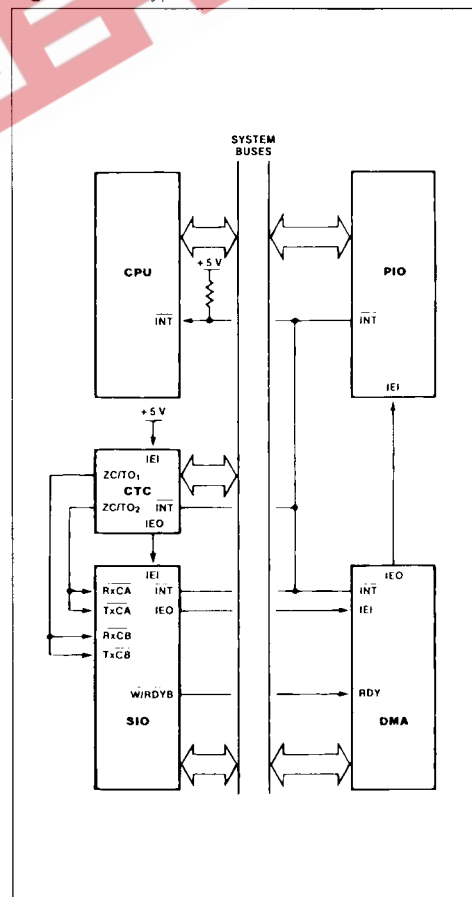 SYSTEM
BUSES
CPU
+5 V
INT
PIO
INT
IEI
+5 V
IEI
ZC/TO₁
CTC
ZC/TO₂
INT
IEO
IEI
RxCA
INT
TxCA
IEO
RxCB
TxCB
W/RDYB
SIO
IEO
INT
IEI
RDY
DMA